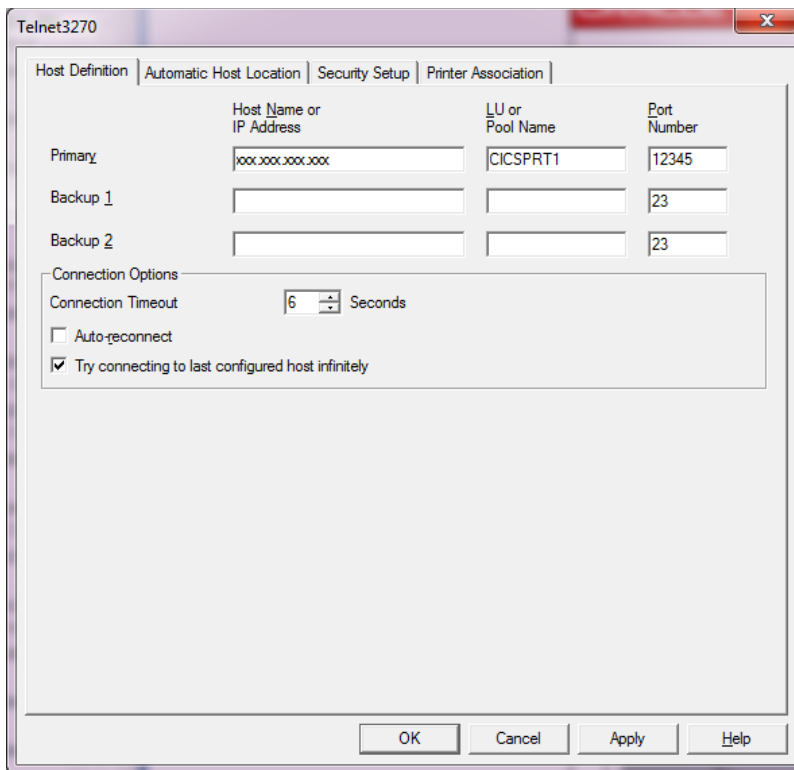 Telnet3270
Host Definition Automatic Host Location Security Setup Printer Association
Host Name or IP Address LU or Pool Name Port Number
Primary xxx.xxx.xxx.xxx CICSPRT1 12345
Backup 1 23
Backup 2 23
Connection Options
Connection Timeout 6 Seconds
Auto-reconnect
Try connecting to last configured host infinitely
OK Cancel Apply Help